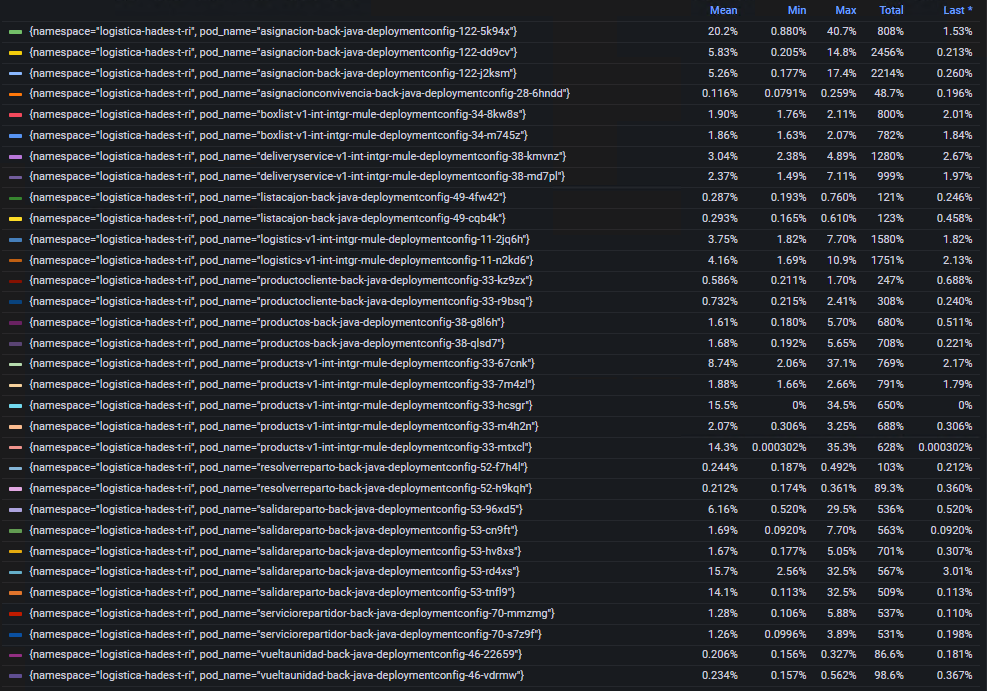 Mean Min Max Total Last *
{namespace="logistica-hades-t-ri", pod_name="asignacion-back-java-deploymentconfig-122-5k94x"} 20.2% 0.880% 40.7% 808% 1.53%
{namespace="logistica-hades-t-ri", pod_name="asignacion-back-java-deploymentconfig-122-dd9cv"} 5.83% 0.205% 14.8% 2456% 0.213%
{namespace="logistica-hades-t-ri", pod_name="asignacion-back-java-deploymentconfig-122-j2ksm"} 5.26% 0.177% 17.4% 2214% 0.260%
{namespace="logistica-hades-t-ri", pod_name="asignacionconvivencia-back-java-deploymentconfig-28-6hndd"} 0.116% 0.0791% 0.259% 48.7% 0.196%
{namespace="logistica-hades-t-ri", pod_name="boxlist-v1-int-intgr-mule-deploymentconfig-34-8kw8s"} 1.90% 1.76% 2.11% 800% 2.01%
{namespace="logistica-hades-t-ri", pod_name="boxlist-v1-int-intgr-mule-deploymentconfig-34-m745z"} 1.86% 1.63% 2.07% 782% 1.84%
{namespace="logistica-hades-t-ri", pod_name="deliveryservice-v1-int-intgr-mule-deploymentconfig-38-kmvnz"} 3.04% 2.38% 4.89% 1280% 2.67%
{namespace="logistica-hades-t-ri", pod_name="deliveryservice-v1-int-intgr-mule-deploymentconfig-38-md7pl"} 2.37% 1.49% 7.11% 999% 1.97%
{namespace="logistica-hades-t-ri", pod_name="listacajon-back-java-deploymentconfig-49-4fw42"} 0.287% 0.193% 0.760% 121% 0.246%
{namespace="logistica-hades-t-ri", pod_name="listacajon-back-java-deploymentconfig-49-cqb4k"} 0.293% 0.165% 0.610% 123% 0.458%
{namespace="logistica-hades-t-ri", pod_name="logistics-v1-int-intgr-mule-deploymentconfig-11-2jq6h"} 3.75% 1.82% 7.70% 1580% 1.82%
{namespace="logistica-hades-t-ri", pod_name="logistics-v1-int-intgr-mule-deploymentconfig-11-n2kd6"} 4.16% 1.69% 10.9% 1751% 2.13%
{namespace="logistica-hades-t-ri", pod_name="productocliente-back-java-deploymentconfig-33-kz9zx"} 0.586% 0.211% 1.70% 247% 0.688%
{namespace="logistica-hades-t-ri", pod_name="productocliente-back-java-deploymentconfig-33-r9bsq"} 0.732% 0.215% 2.41% 308% 0.240%
{namespace="logistica-hades-t-ri", pod_name="productos-back-java-deploymentconfig-38-g8l6h"} 1.61% 0.180% 5.70% 680% 0.511%
{namespace="logistica-hades-t-ri", pod_name="productos-back-java-deploymentconfig-38-qlsd7"} 1.68% 0.192% 5.65% 708% 0.221%
{namespace="logistica-hades-t-ri", pod_name="products-v1-int-intgr-mule-deploymentconfig-33-67cnk"} 8.74% 2.06% 37.1% 769% 2.17%
{namespace="logistica-hades-t-ri", pod_name="products-v1-int-intgr-mule-deploymentconfig-33-7m4zl"} 1.88% 1.66% 2.66% 791% 1.79%
{namespace="logistica-hades-t-ri", pod_name="products-v1-int-intgr-mule-deploymentconfig-33-hcsgr"} 15.5% 0% 34.5% 650% 0%
{namespace="logistica-hades-t-ri", pod_name="products-v1-int-intgr-mule-deploymentconfig-33-m4h2n"} 2.07% 0.306% 3.25% 688% 0.306%
{namespace="logistica-hades-t-ri", pod_name="products-v1-int-intgr-mule-deploymentconfig-33-mtxcl"} 14.3% 0.000302% 35.3% 628% 0.000302%
{namespace="logistica-hades-t-ri", pod_name="resolverreparto-back-java-deploymentconfig-52-f7h4l"} 0.244% 0.187% 0.492% 103% 0.212%
{namespace="logistica-hades-t-ri", pod_name="resolverreparto-back-java-deploymentconfig-52-h9kqh"} 0.212% 0.174% 0.361% 89.3% 0.360%
{namespace="logistica-hades-t-ri", pod_name="salidareparto-back-java-deploymentconfig-53-96xd5"} 6.16% 0.520% 29.5% 536% 0.520%
{namespace="logistica-hades-t-ri", pod_name="salidareparto-back-java-deploymentconfig-53-cn9ft"} 1.69% 0.0920% 7.70% 563% 0.0920%
{namespace="logistica-hades-t-ri", pod_name="salidareparto-back-java-deploymentconfig-53-hv8xs"} 1.67% 0.177% 5.05% 701% 0.307%
{namespace="logistica-hades-t-ri", pod_name="salidareparto-back-java-deploymentconfig-53-rd4xs"} 15.7% 2.56% 32.5% 567% 3.01%
{namespace="logistica-hades-t-ri", pod_name="salidareparto-back-java-deploymentconfig-53-tnfl9"} 14.1% 0.113% 32.5% 509% 0.113%
{namespace="logistica-hades-t-ri", pod_name="serviciorepartidor-back-java-deploymentconfig-70-mmzmg"} 1.28% 0.106% 5.88% 537% 0.110%
{namespace="logistica-hades-t-ri", pod_name="serviciorepartidor-back-java-deploymentconfig-70-s7z9f"} 1.26% 0.0996% 3.89% 531% 0.198%
{namespace="logistica-hades-t-ri", pod_name="vueltaunidad-back-java-deploymentconfig-46-22659"} 0.206% 0.156% 0.327% 86.6% 0.181%
{namespace="logistica-hades-t-ri", pod_name="vueltaunidad-back-java-deploymentconfig-46-vdrmw"} 0.234% 0.157% 0.562% 98.6% 0.367%